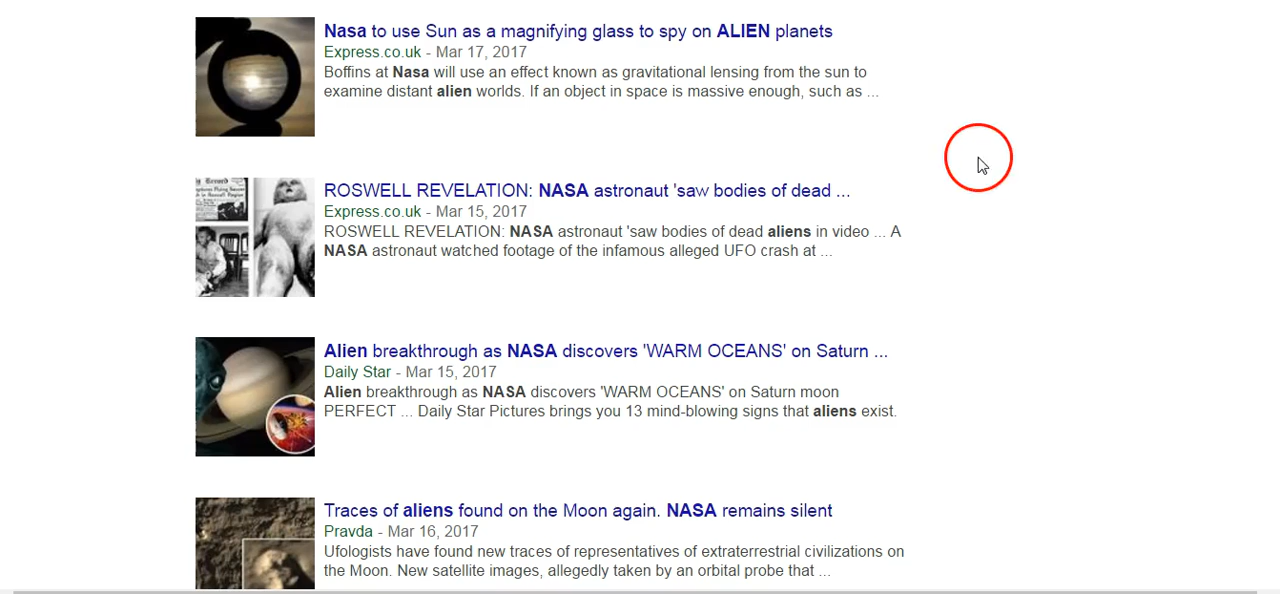 Nasa to use Sun as a magnifying glass to spy on ALIEN planets
Express.co.uk - Mar 17, 2017
Boffins at Nasa will use an effect known as gravitational lensing from the sun to
examine distant alien worlds. If an object in space is massive enough, such as ...
ROSWELL REVELATION: NASA astronaut 'saw bodies of dead ...
Express.co.uk - Mar 15, 2017
ROSWELL REVELATION: NASA astronaut 'saw bodies of dead aliens in video ... A
NASA astronaut watched footage of the infamous alleged UFO crash at ...
Alien breakthrough as NASA discovers 'WARM OCEANS' on Saturn ...
Daily Star - Mar 15, 2017
Alien breakthrough as NASA discovers 'WARM OCEANS' on Saturn moon
PERFECT ... Daily Star Pictures brings you 13 mind-blowing signs that aliens exist.
Traces of aliens found on the Moon again. NASA remains silent
Pravda - Mar 16, 2017
Ufologists have found new traces of representatives of extraterrestrial civilizations on
the Moon. New satellite images, allegedly taken by an orbital probe that ...